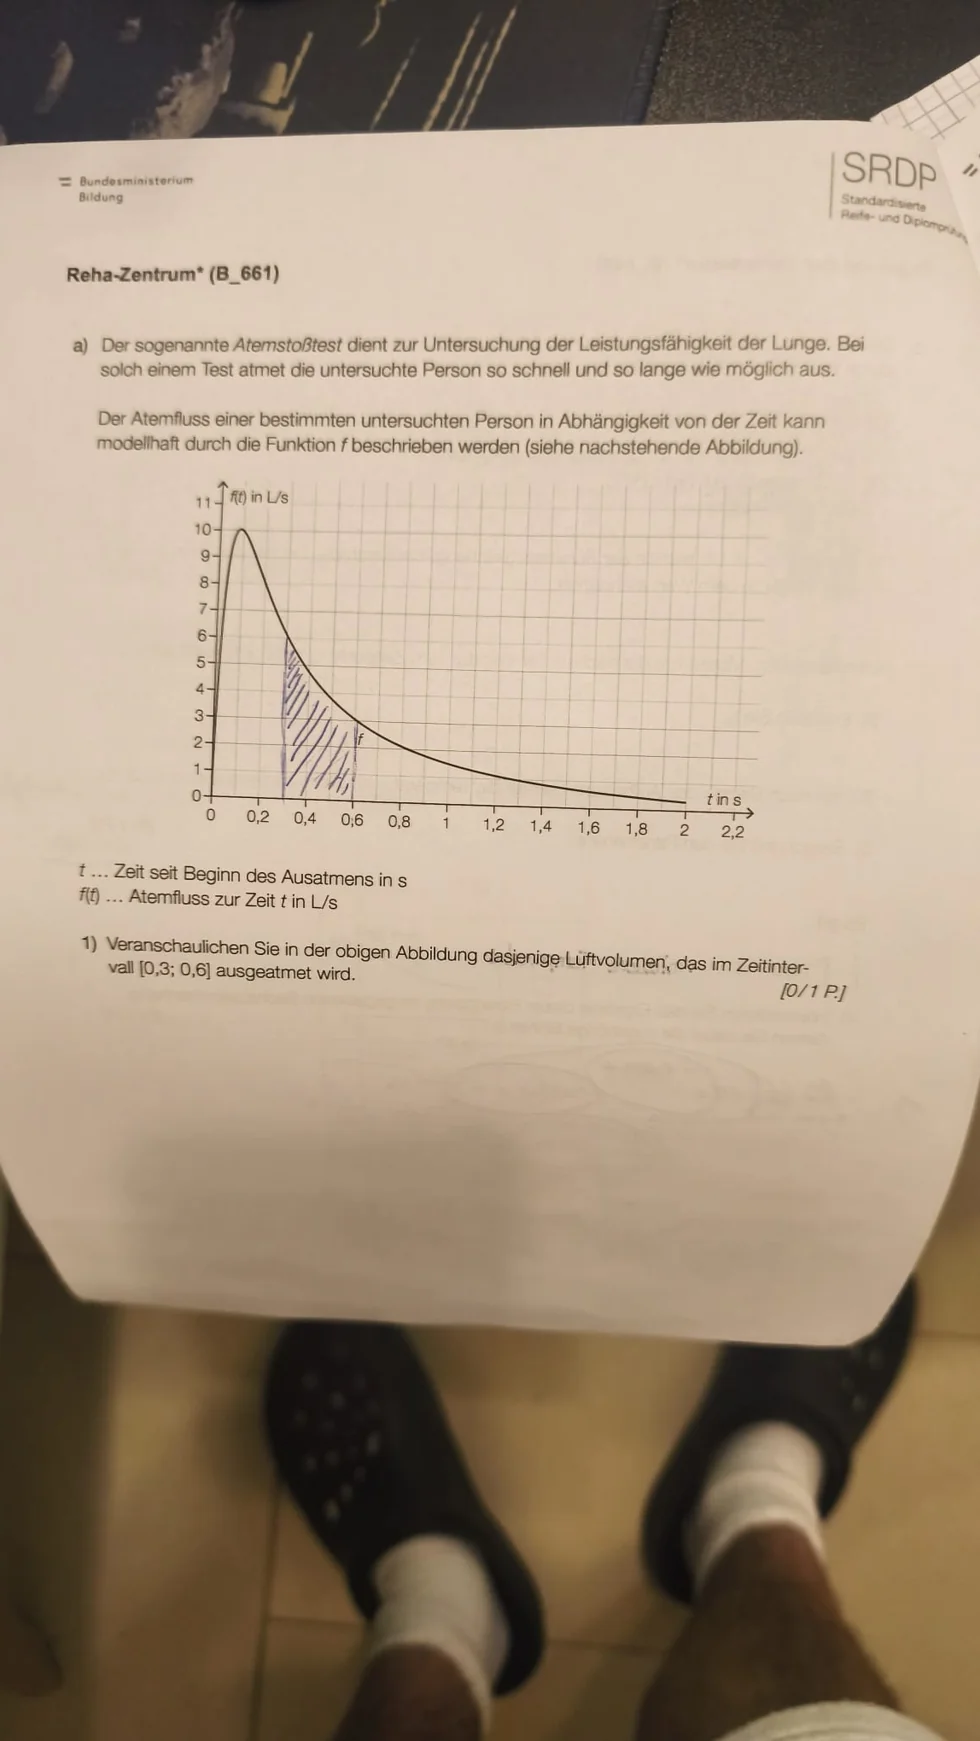 Bundesministerium
Bildung
SRDP
Standardisierte
Reife- und Diplomprüfung
Reha-Zentrum* (B_661)
a) Der sogenannte Atemstoßtest dient zur Untersuchung der Leistungsfähigkeit der Lunge. Bei
solch einem Test atmet die untersuchte Person so schnell und so lange wie möglich aus.
Der Atemfluss einer bestimmten untersuchten Person in Abhängigkeit von der Zeit kann
modellhaft durch die Funktion f beschrieben werden (siehe nachstehende Abbildung).
f(t) in L/s
11
10
9
8
7
6
5
4
3
2
1
0
f
t in s
0 0,2 0,4 0,6 0,8 1 1,2 1,4 1,6 1,8 2 2,2
t ... Zeit seit Beginn des Ausatmens in s
f(t) ... Atemfluss zur Zeit t in L/s
1) Veranschaulichen Sie in der obigen Abbildung dasjenige Luftvolumen, das im Zeitinter-
vall [0,3; 0,6] ausgeatmet wird.
[0/1 P.]